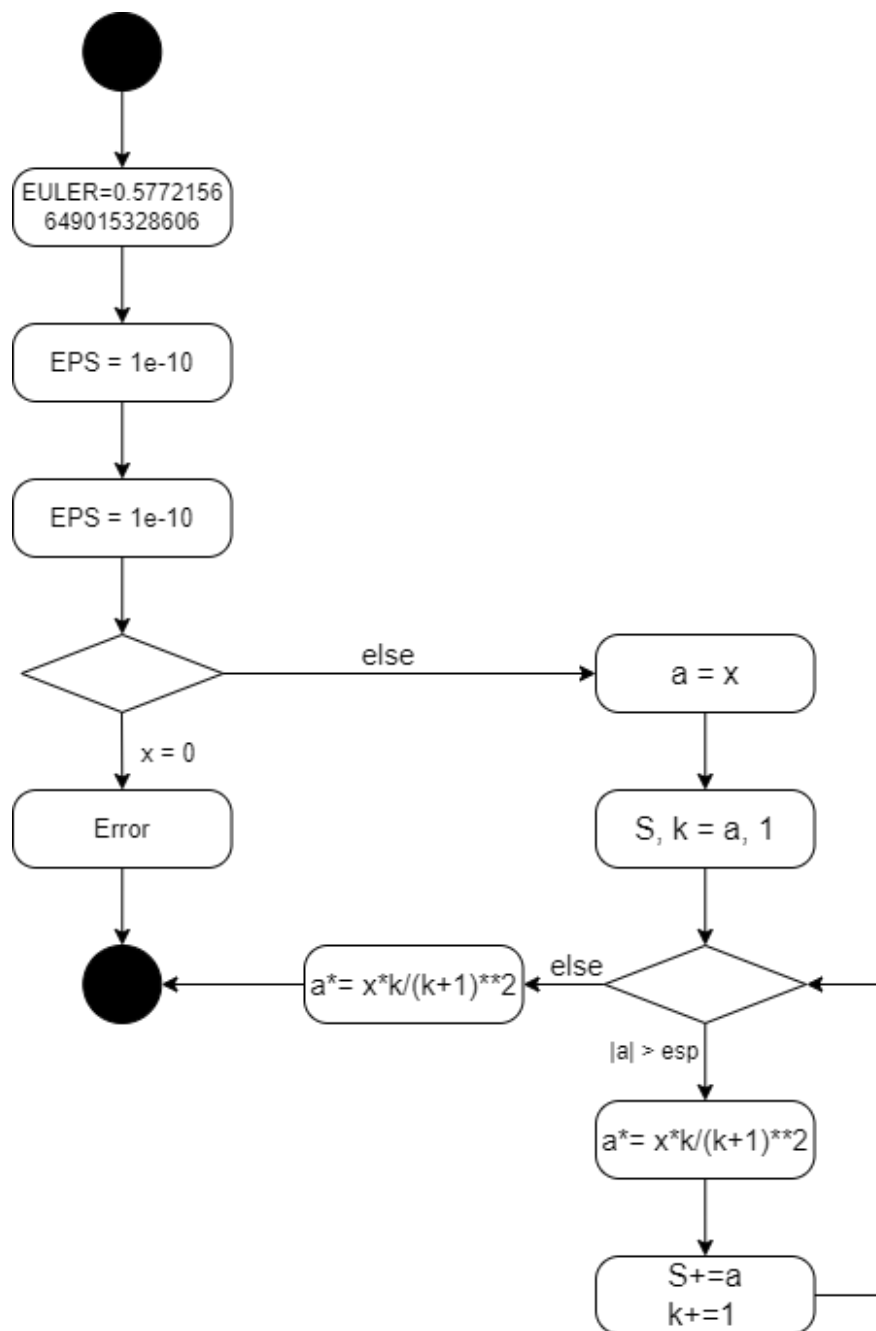 EULER=0.5772156
649015328606
EPS = 1e-10
EPS = 1e-10
else
a = x
x = 0
Error
S, k = a, 1
else
a*= x*k/(k+1)**2
|a| > esp
a*= x*k/(k+1)**2
S+=a
k+=1